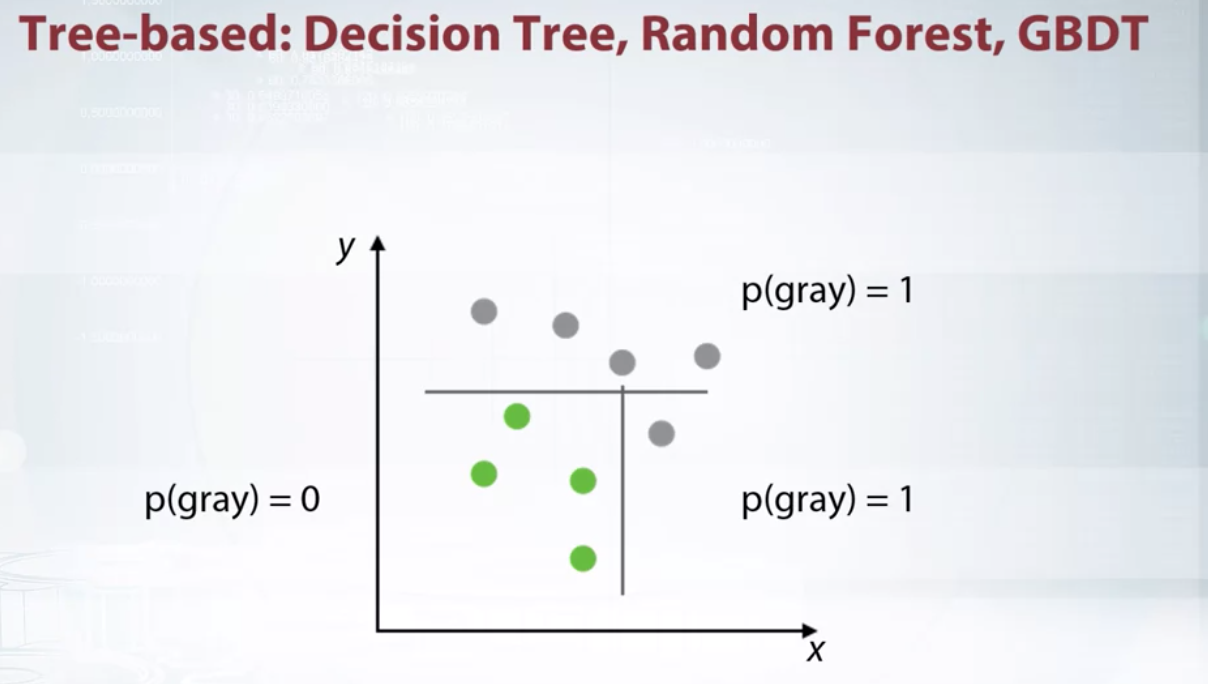 Tree-based: Decision Tree, Random Forest, GBDT
y
p(gray) = 1
p(gray) = 0
p(gray) = 1
x